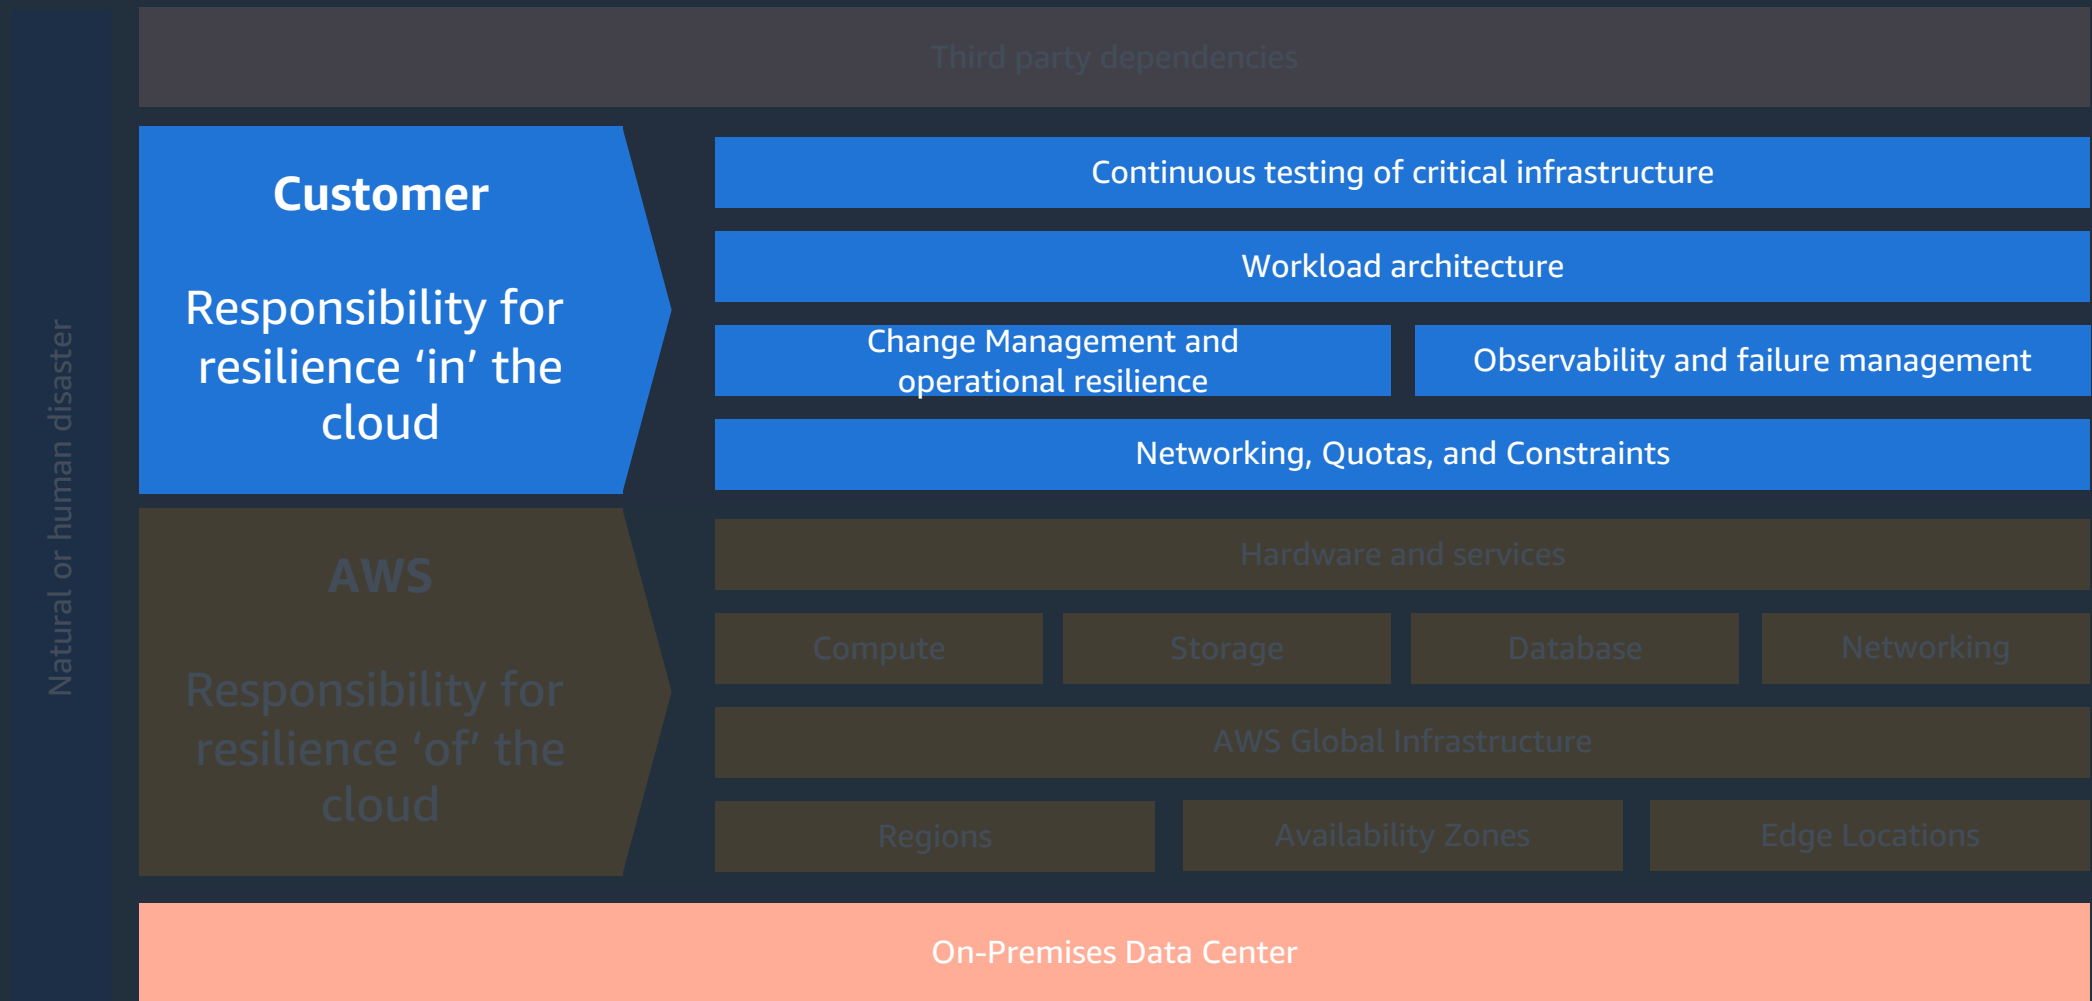 Third party dependencies
Customer
Responsibility for
resilience ‘in’ the
cloud
Continuous testing of critical infrastructure
Workload architecture
Change Management and
operational resilience
Observability and failure management
Networking, Quotas, and Constraints
Natural or human disaster
AWS
Responsibility for
resilience ‘of’ the
cloud
Hardware and services
Compute
Storage
Database
Networking
AWS Global Infrastructure
Regions
Availability Zones
Edge Locations
On-Premises Data Center